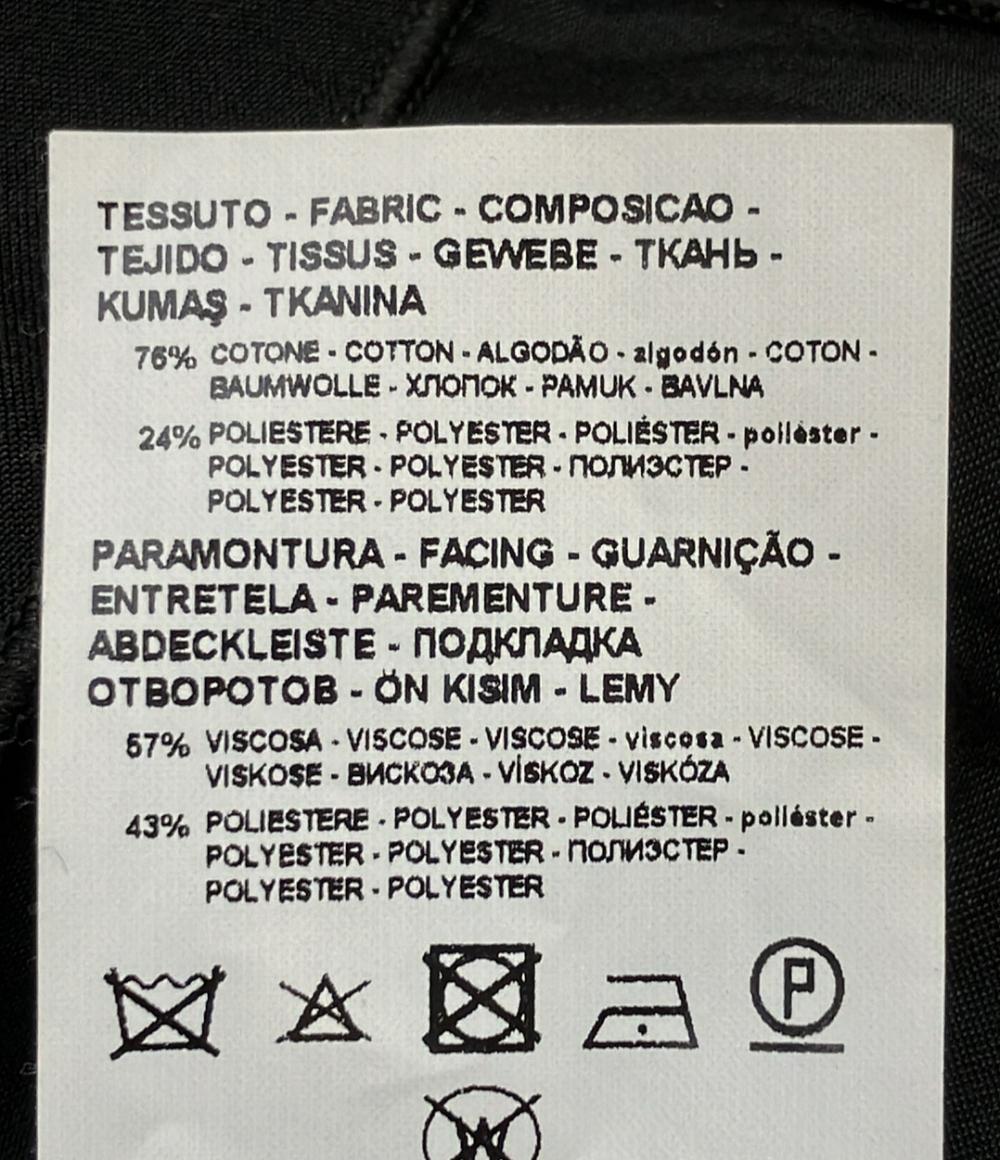 TESSUTO - FABRIC - COMPOSICAO -
TEJIDO - TISSUS - GEWEBE - ТКАНЬ -
KUMAŞ - TKANINA
76% COTONE - COTTON - ALGODÃO - algodón - COTON -
BAUMWOLLE - ХЛОПОК - PAMUK - BAVLNA
24% POLIESTERE - POLYESTER - POLIÉSTER - poliéster -
POLYESTER - POLYESTER - ПОЛИЭСТЕР -
POLYESTER - POLYESTER
PARAMONTURA - FACING - GUARNIÇÃO -
ENTRETELA - PAREMENTURE -
ABDECKLEISTE - ПОДКЛАДКА
ОТВОРОТОВ - ÖN KISIM - LEMY
57% VISCOSA - VISCOSE - VISCOSE - viscosa - VISCOSE -
VISKOSE - ВИСКОЗА - VİSKOZ - VISKÓZA
43% POLIESTERE - POLYESTER - POLIÉSTER - poliéster -
POLYESTER - POLYESTER - ПОЛИЭСТЕР -
POLYESTER - POLYESTER
P
W